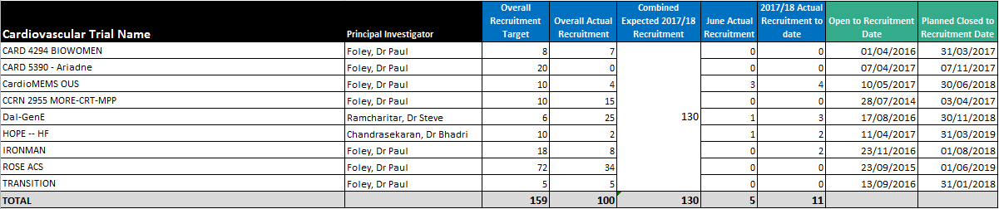 Cardiovascular Trial Name Principal Investigator Overall Recruitment Target Overall Actual Recruitment Combined Expected 2017/18 Recruitment June Actual Recruitment 2017/18 Actual Recruitment to date Open to Recruitment Date Planned Closed to Recruitment Date
CARD 4294 BIOWOMEN Foley, Dr Paul 8 7 0 0 01/04/2016 31/03/2017
CARD 5390 - Ariadne Foley, Dr Paul 20 0 0 0 07/04/2017 07/11/2017
CardioMEMS OUS Foley, Dr Paul 10 4 3 4 10/05/2017 30/06/2018
CCRN 2955 MORE-CRT-MPP Foley, Dr Paul 10 15 0 0 28/07/2014 03/04/2017
Dal-GenE Ramcharitar, Dr Steve 6 25 130 1 3 17/08/2016 30/11/2018
HOPE -- HF Chandrasekaran, Dr Bhadri 10 2 1 2 11/04/2017 31/03/2019
IRONMAN Foley, Dr Paul 18 8 0 2 23/11/2016 01/08/2018
ROSE ACS Foley, Dr Paul 72 34 0 0 23/09/2015 01/06/2019
TRANSITION Foley, Dr Paul 5 5 0 0 13/09/2016 31/01/2018
TOTAL 159 100 130 5 11